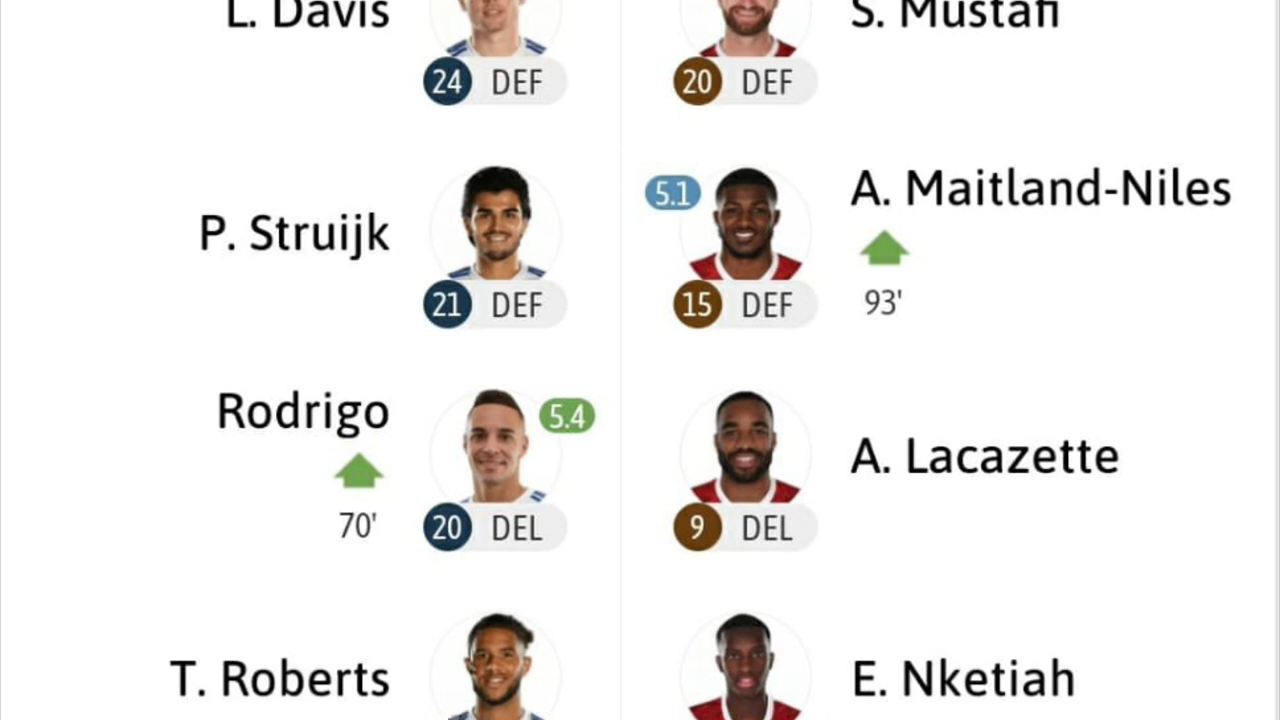 L. Davis
24 DEF
S. Mustafi
20 DEF
P. Struijk
21 DEF
5.1
A. Maitland-Niles
15 DEF
93'
Rodrigo
5.4
70'
20 DEL
A. Lacazette
9 DEL
T. Roberts
E. Nketiah